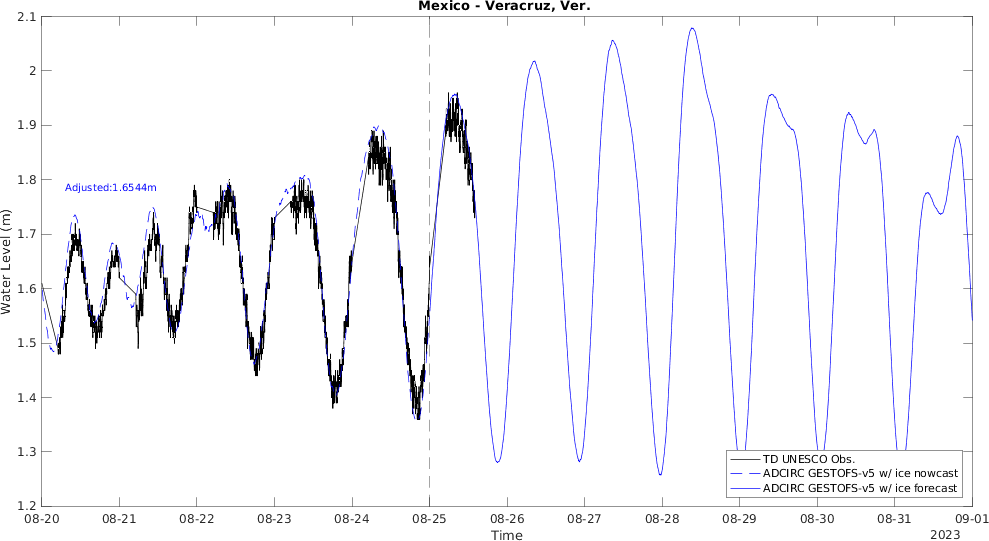 Mexico - Veracruz, Ver.
2.1
2
1.9
1.8
1.7
1.6
1.5
1.4
1.3
1.2
Water Level (m)
Adjusted:1.6544m
TD UNESCO Obs.
ADCIRC GESTOFS-v5 w/ ice nowcast
ADCIRC GESTOFS-v5 w/ ice forecast
08-20 08-21 08-22 08-23 08-24 08-25 08-26 08-27 08-28 08-29 08-30 08-31 09-01
Time
2023